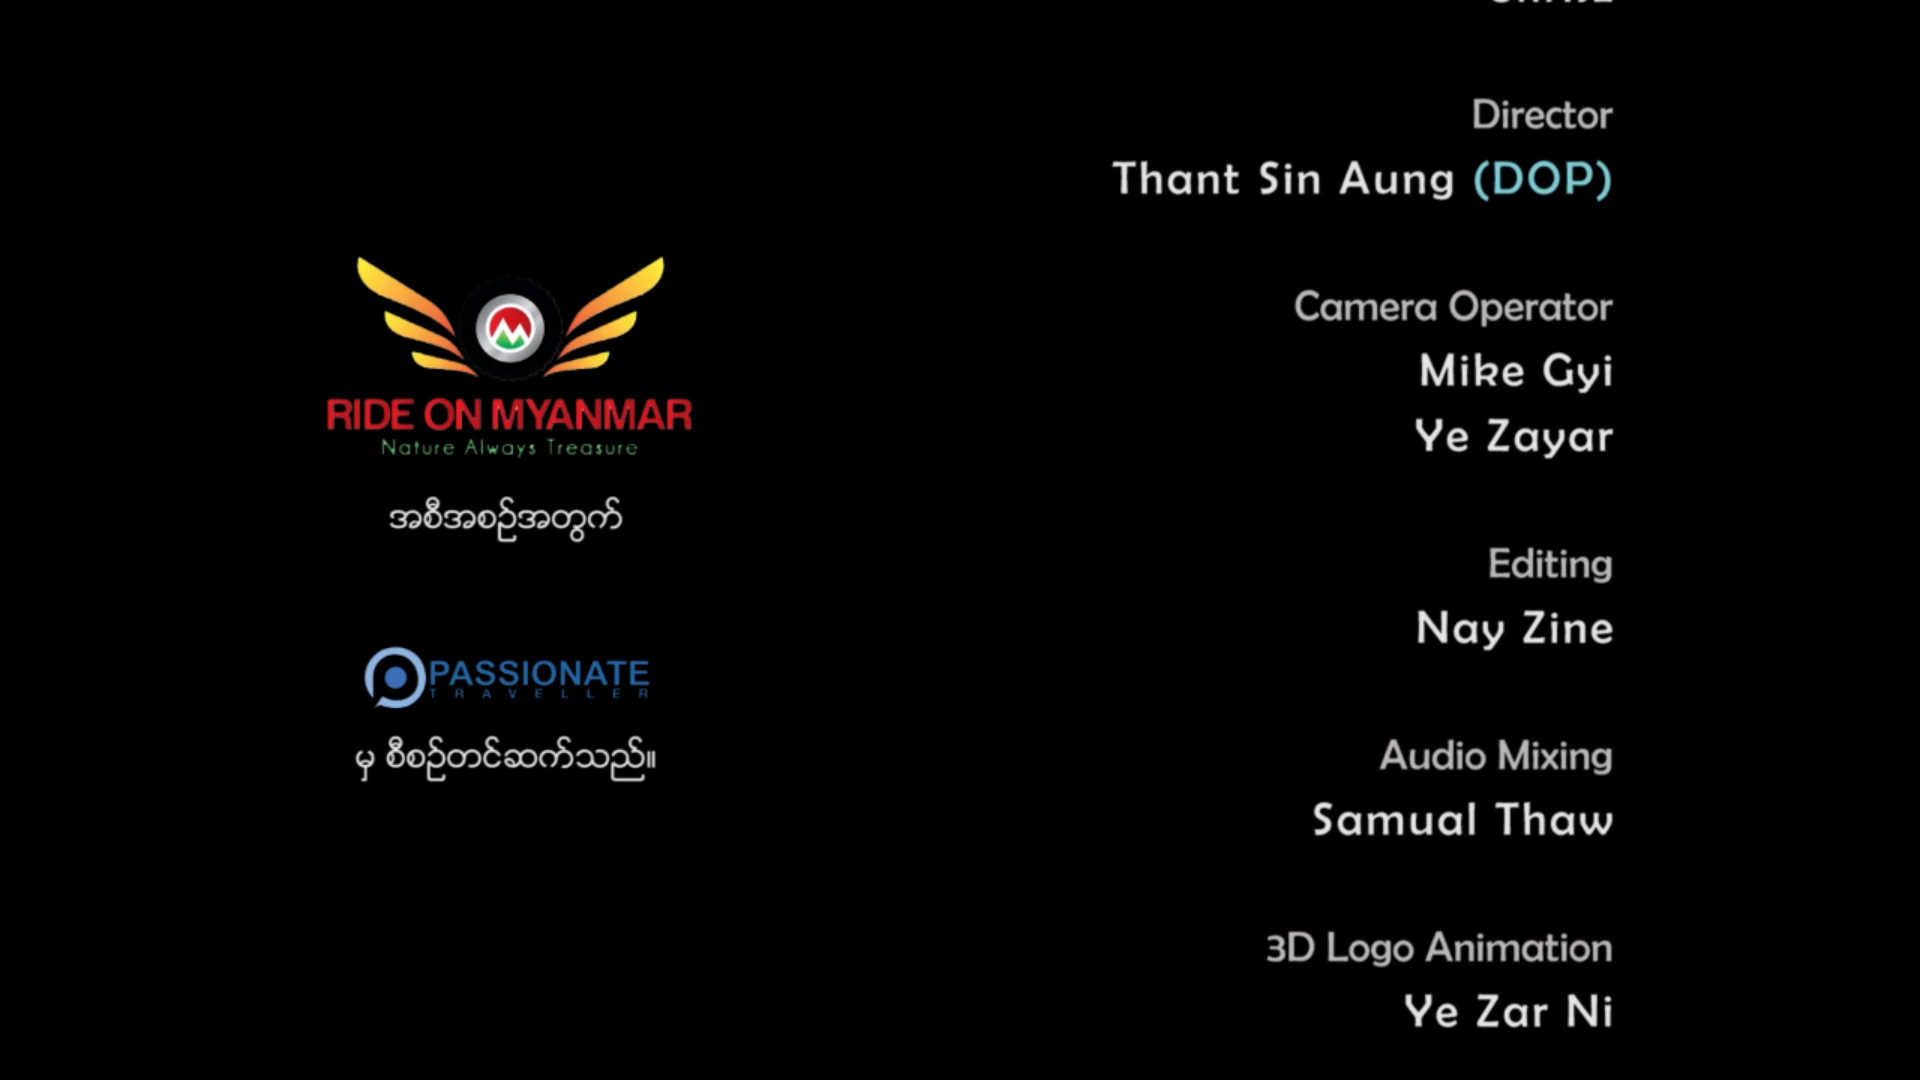 RIDE ON MYANMAR
Nature Always Treasure
အစီအစဉ်အတွက်
PASSIONATE
TRAVELLER
မှ စီစဉ်တင်ဆက်သည်။
Director
Thant Sin Aung (DOP)
Camera Operator
Mike Gyi
Ye Zayar
Editing
Nay Zine
Audio Mixing
Samual Thaw
3D Logo Animation
Ye Zar Ni